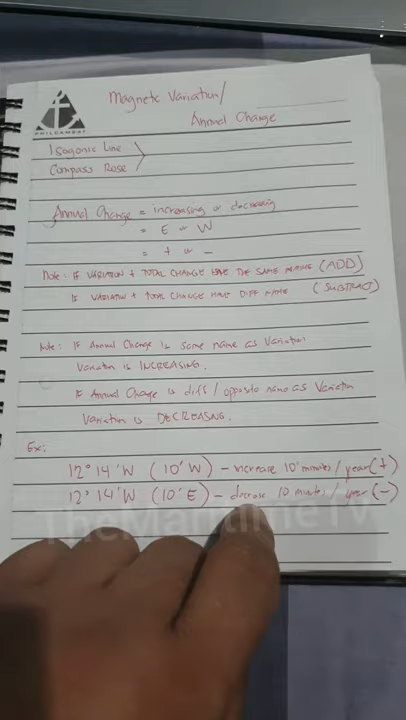 PHILCAMSAT
Magnetic Variation/
Annual Change
Isogonic Line
Compass Rose
Annual Change = increasing or decreasing
= E or W
= + or -
Note: IF VARIATION & TOTAL CHANGE HAVE THE SAME NAME (ADD)
IF VARIATION & TOTAL CHANGE HAVE DIFF NAME (SUBTRACT)
Note: IF Annual Change is same name as Variation
Variation is INCREASING.
IF Annual Change is diff/opposite name as Variation
Variation is DECREASING.
Ex:
12° 14'W (10'W) - increase 10' minutes/year (+)
12° 14'W (10'E) - decrease 10 minutes/year (-)
TheMaritimeTv